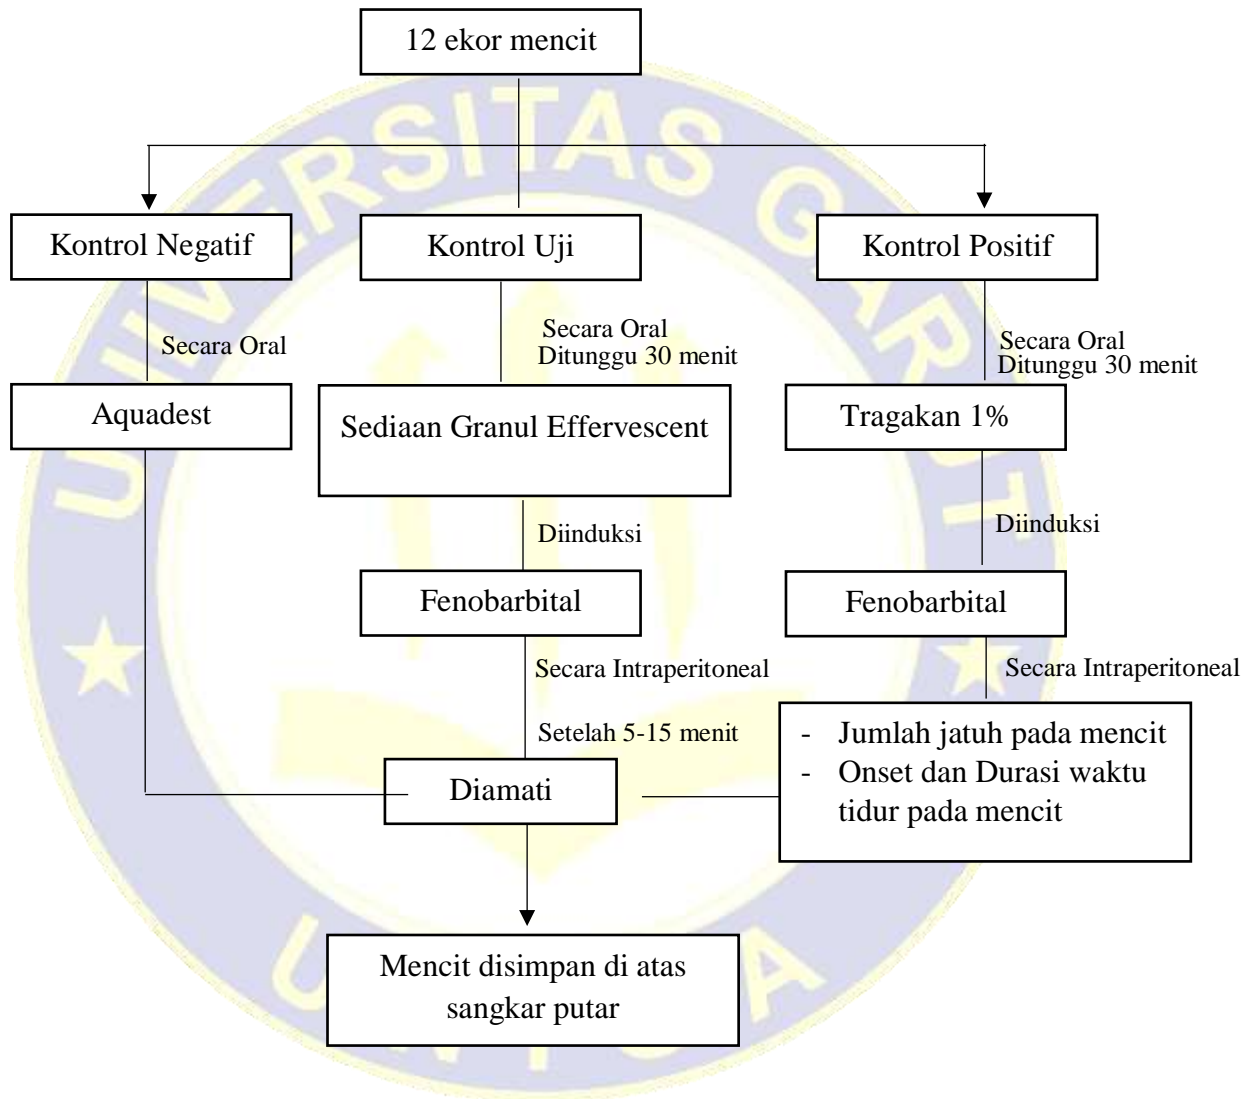 12 ekor mencit
Kontrol Negatif
Kontrol Uji
Kontrol Positif
Secara Oral
Secara Oral
Ditunggu 30 menit
Secara Oral
Ditunggu 30 menit
Aquadest
Sediaan Granul Effervescent
Tragakan 1%
Diinduksi
Diinduksi
Fenobarbital
Fenobarbital
Secara Intraperitoneal
Secara Intraperitoneal
Setelah 5-15 menit
Diamati
- Jumlah jatuh pada mencit
- Onset dan Durasi waktu
tidur pada mencit
Mencit disimpan di atas
sangkar putar
UNIVERSITAS GARUT
UNIGA